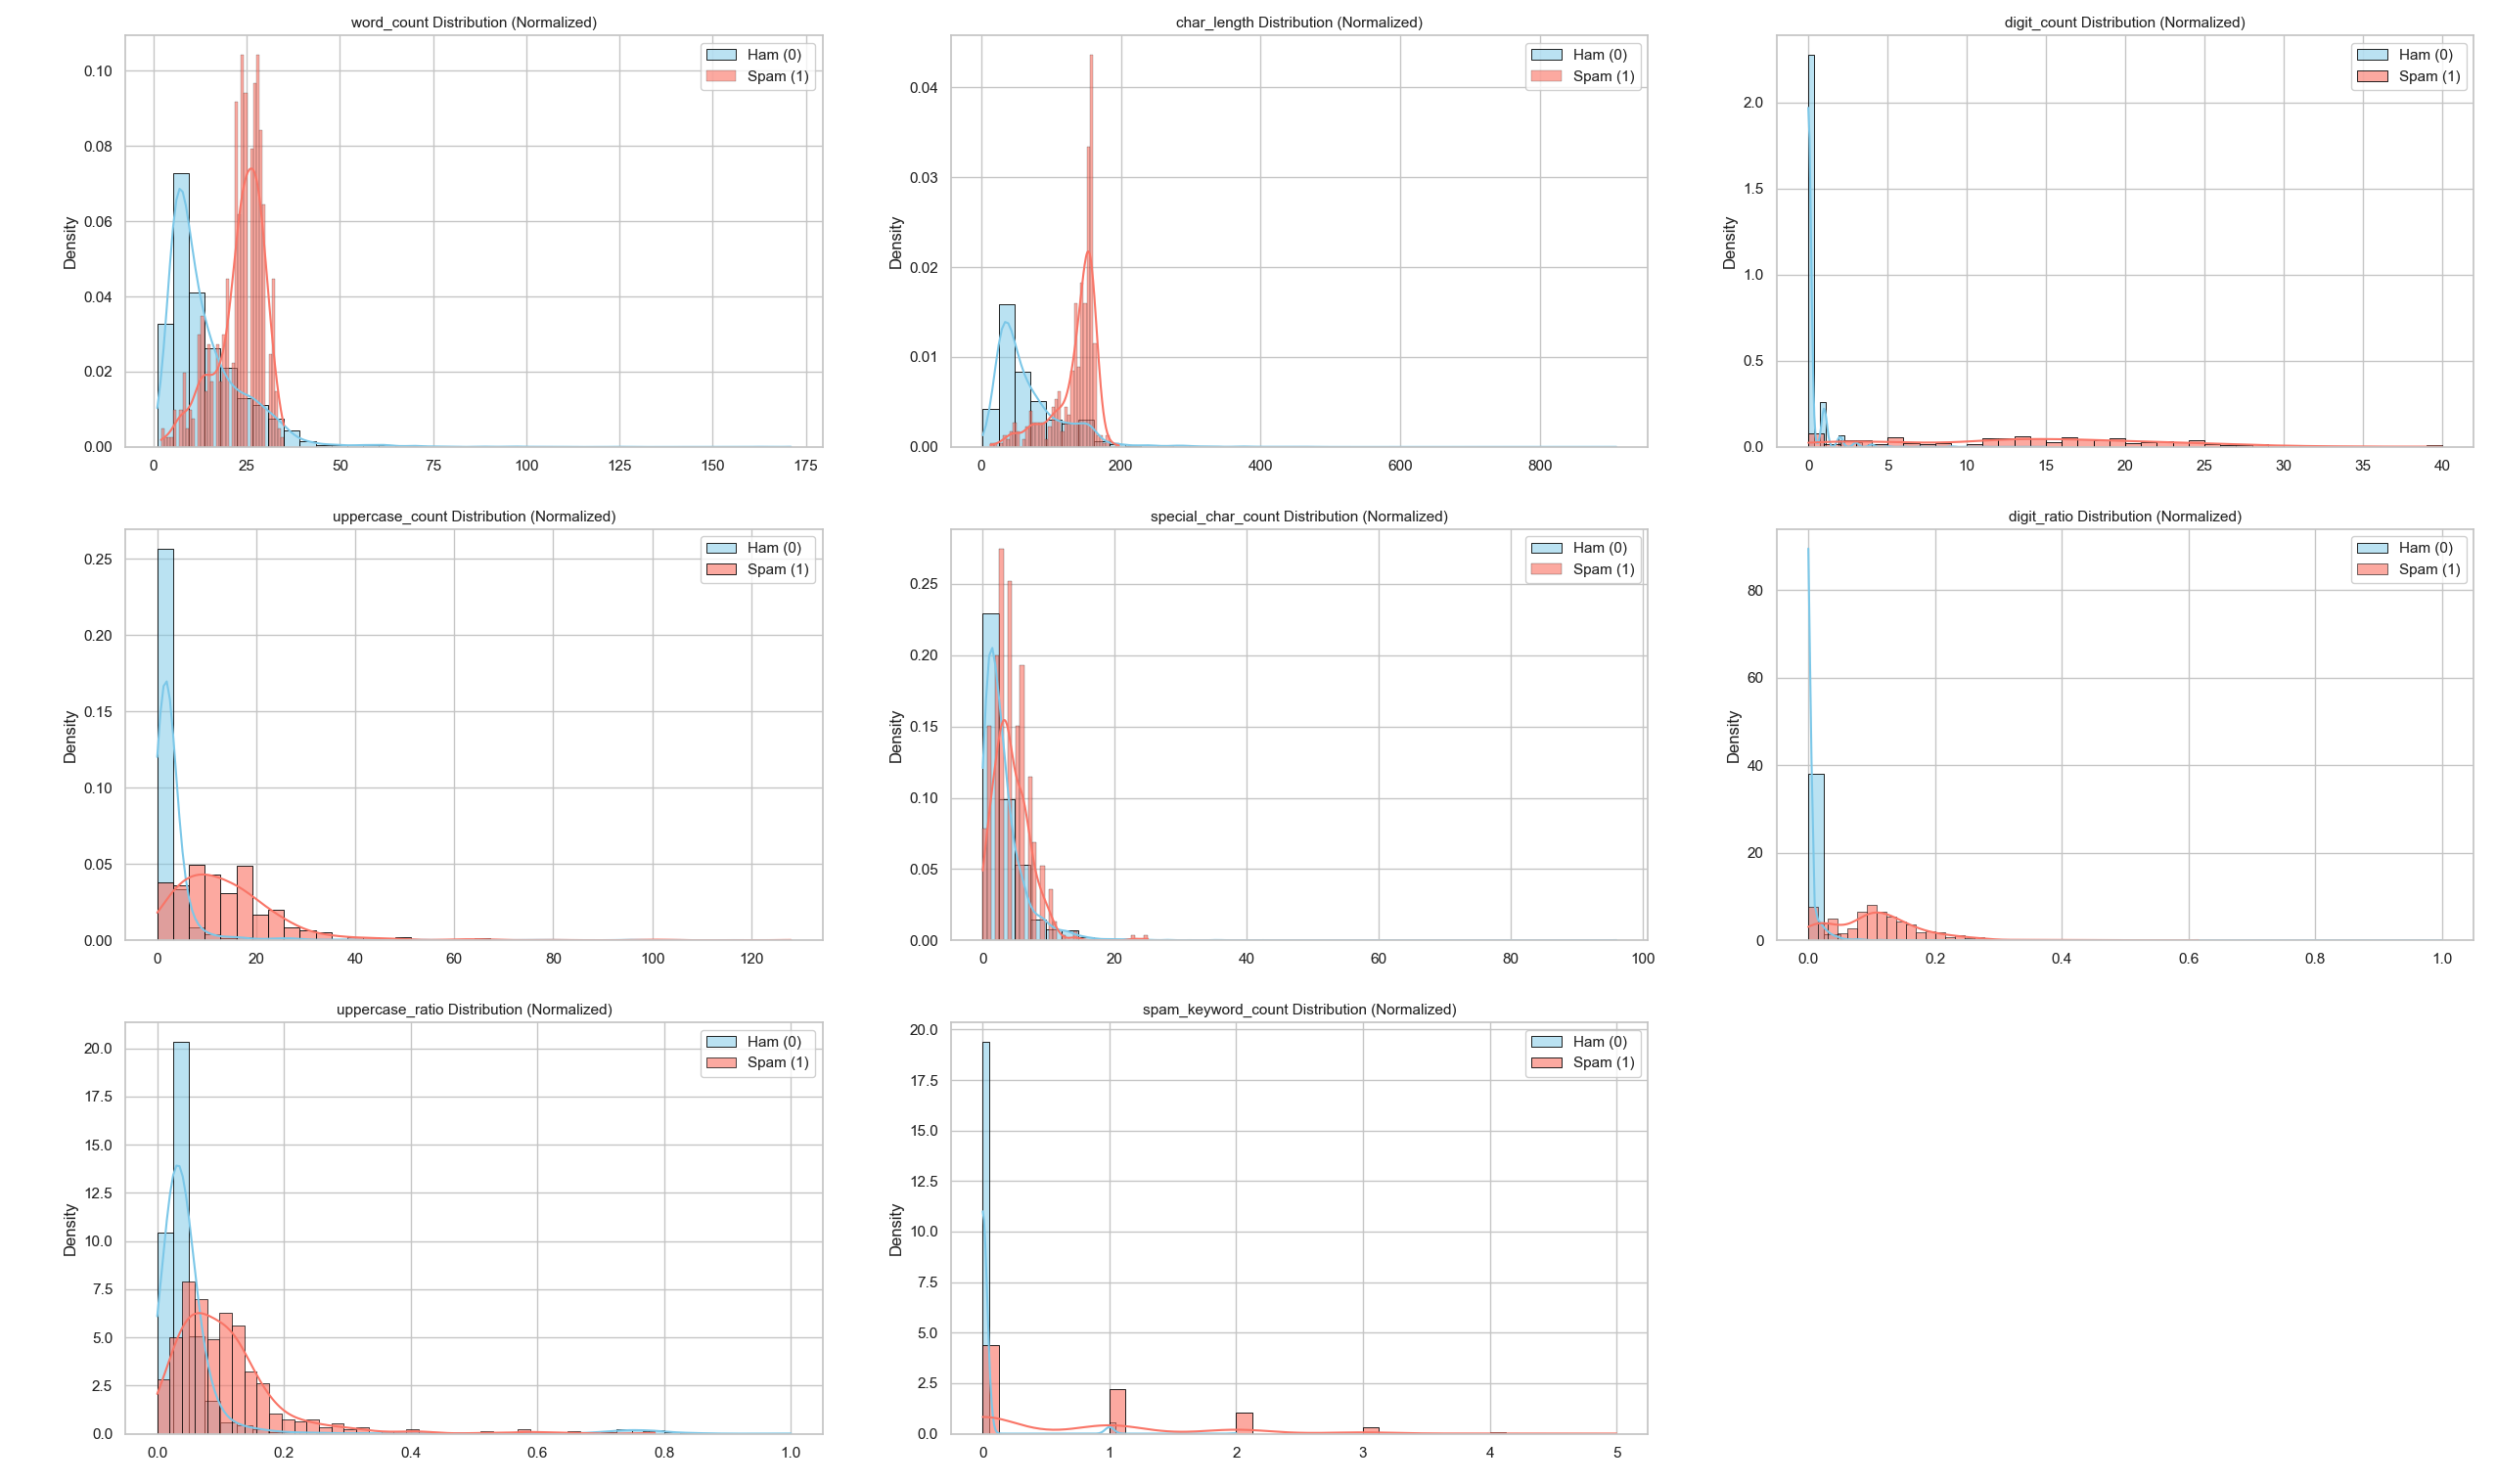 word_count Distribution (Normalized)
Density
0.10
0.08
0.06
0.04
0.02
0.00
0 25 50 75 100 125 150 175
Ham (0)
Spam (1)
char_length Distribution (Normalized)
Density
0.04
0.03
0.02
0.01
0.00
0 200 400 600 800
Ham (0)
Spam (1)
digit_count Distribution (Normalized)
Density
2.0
1.5
1.0
0.5
0.0
0 5 10 15 20 25 30 35 40
Ham (0)
Spam (1)
uppercase_count Distribution (Normalized)
Density
0.25
0.20
0.15
0.10
0.05
0.00
0 20 40 60 80 100 120
Ham (0)
Spam (1)
special_char_count Distribution (Normalized)
Density
0.25
0.20
0.15
0.10
0.05
0.00
0 20 40 60 80 100
Ham (0)
Spam (1)
digit_ratio Distribution (Normalized)
Density
80
60
40
20
0
0.0 0.2 0.4 0.6 0.8 1.0
Ham (0)
Spam (1)
uppercase_ratio Distribution (Normalized)
Density
20.0
17.5
15.0
12.5
10.0
7.5
5.0
2.5
0.0
0.0 0.2 0.4 0.6 0.8 1.0
Ham (0)
Spam (1)
spam_keyword_count Distribution (Normalized)
Density
20.0
17.5
15.0
12.5
10.0
7.5
5.0
2.5
0.0
0 1 2 3 4 5
Ham (0)
Spam (1)